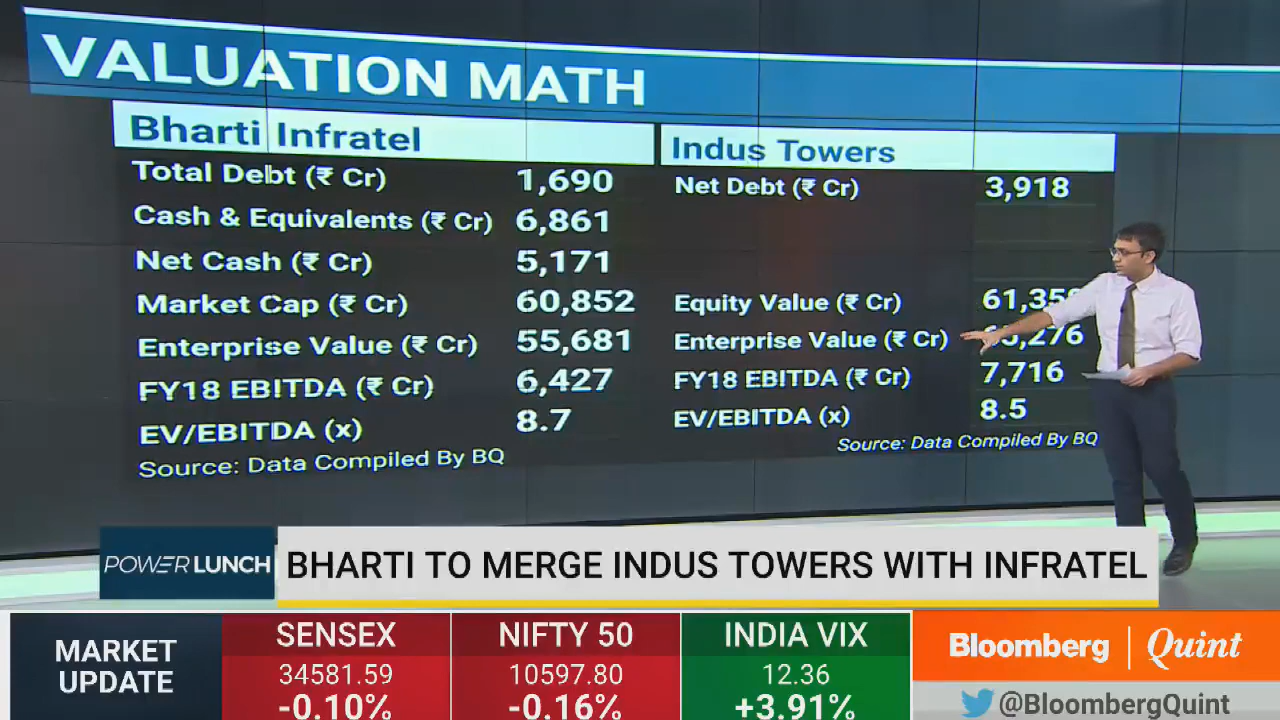 VALUATION MATH
Bharti Infratel
Total Debt (₹ Cr) 1,690
Cash & Equivalents (₹ Cr) 6,861
Net Cash (₹ Cr) 5,171
Market Cap (₹ Cr) 60,852
Enterprise Value (₹ Cr) 55,681
FY18 EBITDA (₹ Cr) 6,427
EV/EBITDA (x) 8.7
Source: Data Compiled By BQ
Indus Towers
Net Debt (₹ Cr) 3,918
Equity Value (₹ Cr)
Enterprise Value (₹ Cr)
FY18 EBITDA (₹ Cr) 7,716
EV/EBITDA (x) 8.5
Source: Data Compiled By BQ
POWER LUNCH
BHARTI TO MERGE INDUS TOWERS WITH INFRATEL
MARKET
UPDATE
SENSEX
34581.59
-0.10%
NIFTY 50
10597.80
-0.16%
INDIA VIX
12.36
+3.91%
Bloomberg | Quint
@BloombergQuint